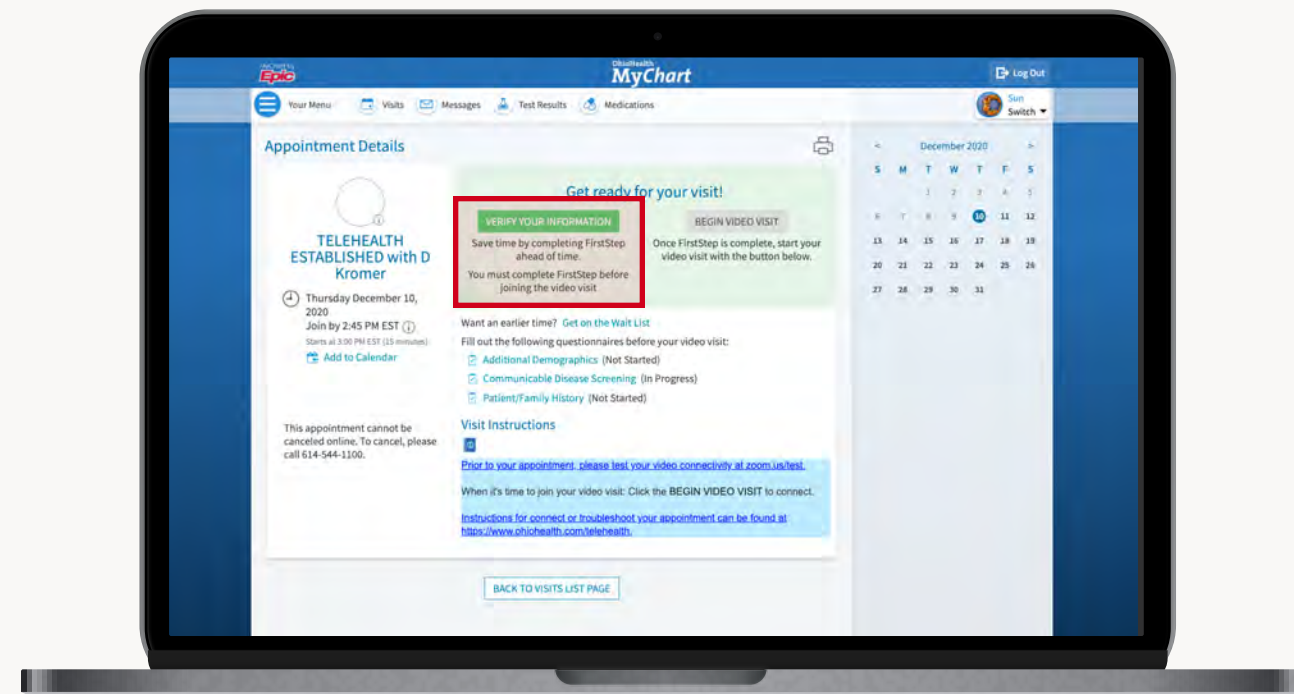 Epic
OhioHealth
MyChart
Log Out
Your Menu
Visits
Messages
Test Results
Medications
Sun
Switch
Appointment Details
TELEHEALTH
ESTABLISHED with D
Kromer
Thursday December 10,
2020
Join by 2:45 PM EST
Starts at 3:00 PM EST (15 minutes)
Add to Calendar
This appointment cannot be
canceled online. To cancel, please
call 614-544-1100.
Get ready for your visit!
VERIFY YOUR INFORMATION
Save time by completing FirstStep
ahead of time.
You must complete FirstStep before
joining the video visit
BEGIN VIDEO VISIT
Once FirstStep is complete, start your
video visit with the button below.
Want an earlier time? Get on the Wait List
Fill out the following questionnaires before your video visit:
Additional Demographics (Not Started)
Communicable Disease Screening (In Progress)
Patient/Family History (Not Started)
Visit Instructions
Prior to your appointment, please test your video connectivity at zoom.us/test.
When it's time to join your video visit: Click the BEGIN VIDEO VISIT to connect.
Instructions for connect or troubleshoot your appointment can be found at
https://www.ohiohealth.com/telehealth.
BACK TO VISITS LIST PAGE
< December 2020 >
S M T W T F S
1 2 3 4 5
6 7 8 9 10 11 12
13 14 15 16 17 18 19
20 21 22 23 24 25 26
27 28 29 30 31